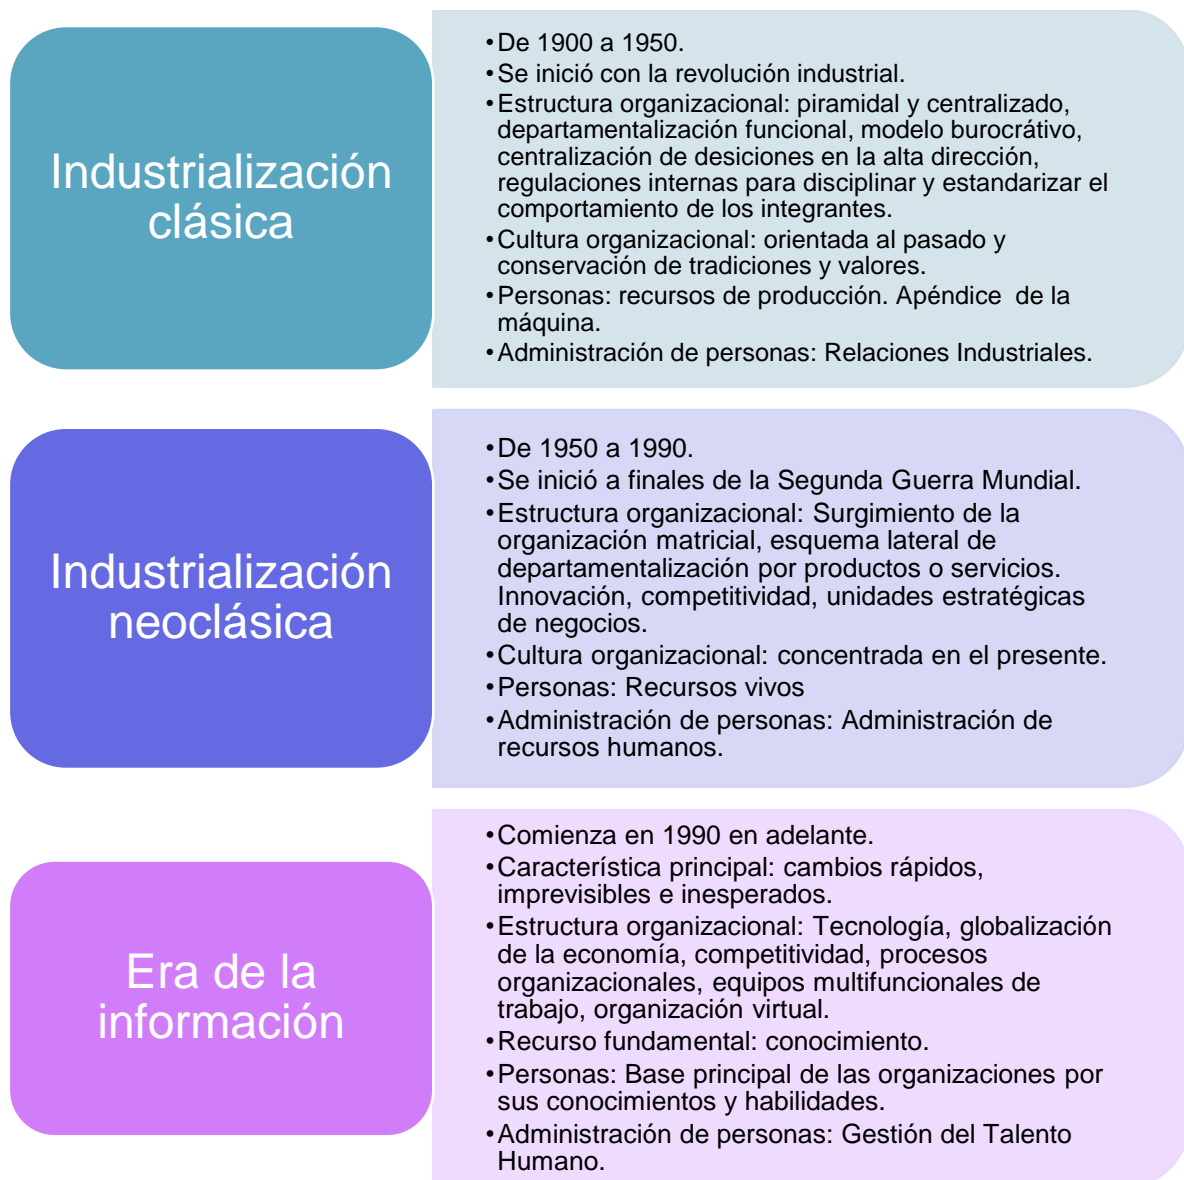 Industrialización
clásica
•De 1900 a 1950.
•Se inició con la revolución industrial.
•Estructura organizacional: piramidal y centralizado,
departamentalización funcional, modelo burocrátivo,
centralización de desiciones en la alta dirección,
regulaciones internas para disciplinar y estandarizar el
comportamiento de los integrantes.
•Cultura organizacional: orientada al pasado y
conservación de tradiciones y valores.
•Personas: recursos de producción. Apéndice de la
máquina.
•Administración de personas: Relaciones Industriales.
Industrialización
neoclásica
•De 1950 a 1990.
•Se inició a finales de la Segunda Guerra Mundial.
•Estructura organizacional: Surgimiento de la
organización matricial, esquema lateral de
departamentalización por productos o servicios.
Innovación, competitividad, unidades estratégicas
de negocios.
•Cultura organizacional: concentrada en el presente.
•Personas: Recursos vivos
•Administración de personas: Administración de
recursos humanos.
Era de la
información
•Comienza en 1990 en adelante.
•Característica principal: cambios rápidos,
imprevisibles e inesperados.
•Estructura organizacional: Tecnología, globalización
de la economía, competitividad, procesos
organizacionales, equipos multifuncionales de
trabajo, organización virtual.
•Recurso fundamental: conocimiento.
•Personas: Base principal de las organizaciones por
sus conocimientos y habilidades.
•Administración de personas: Gestión del Talento
Humano.